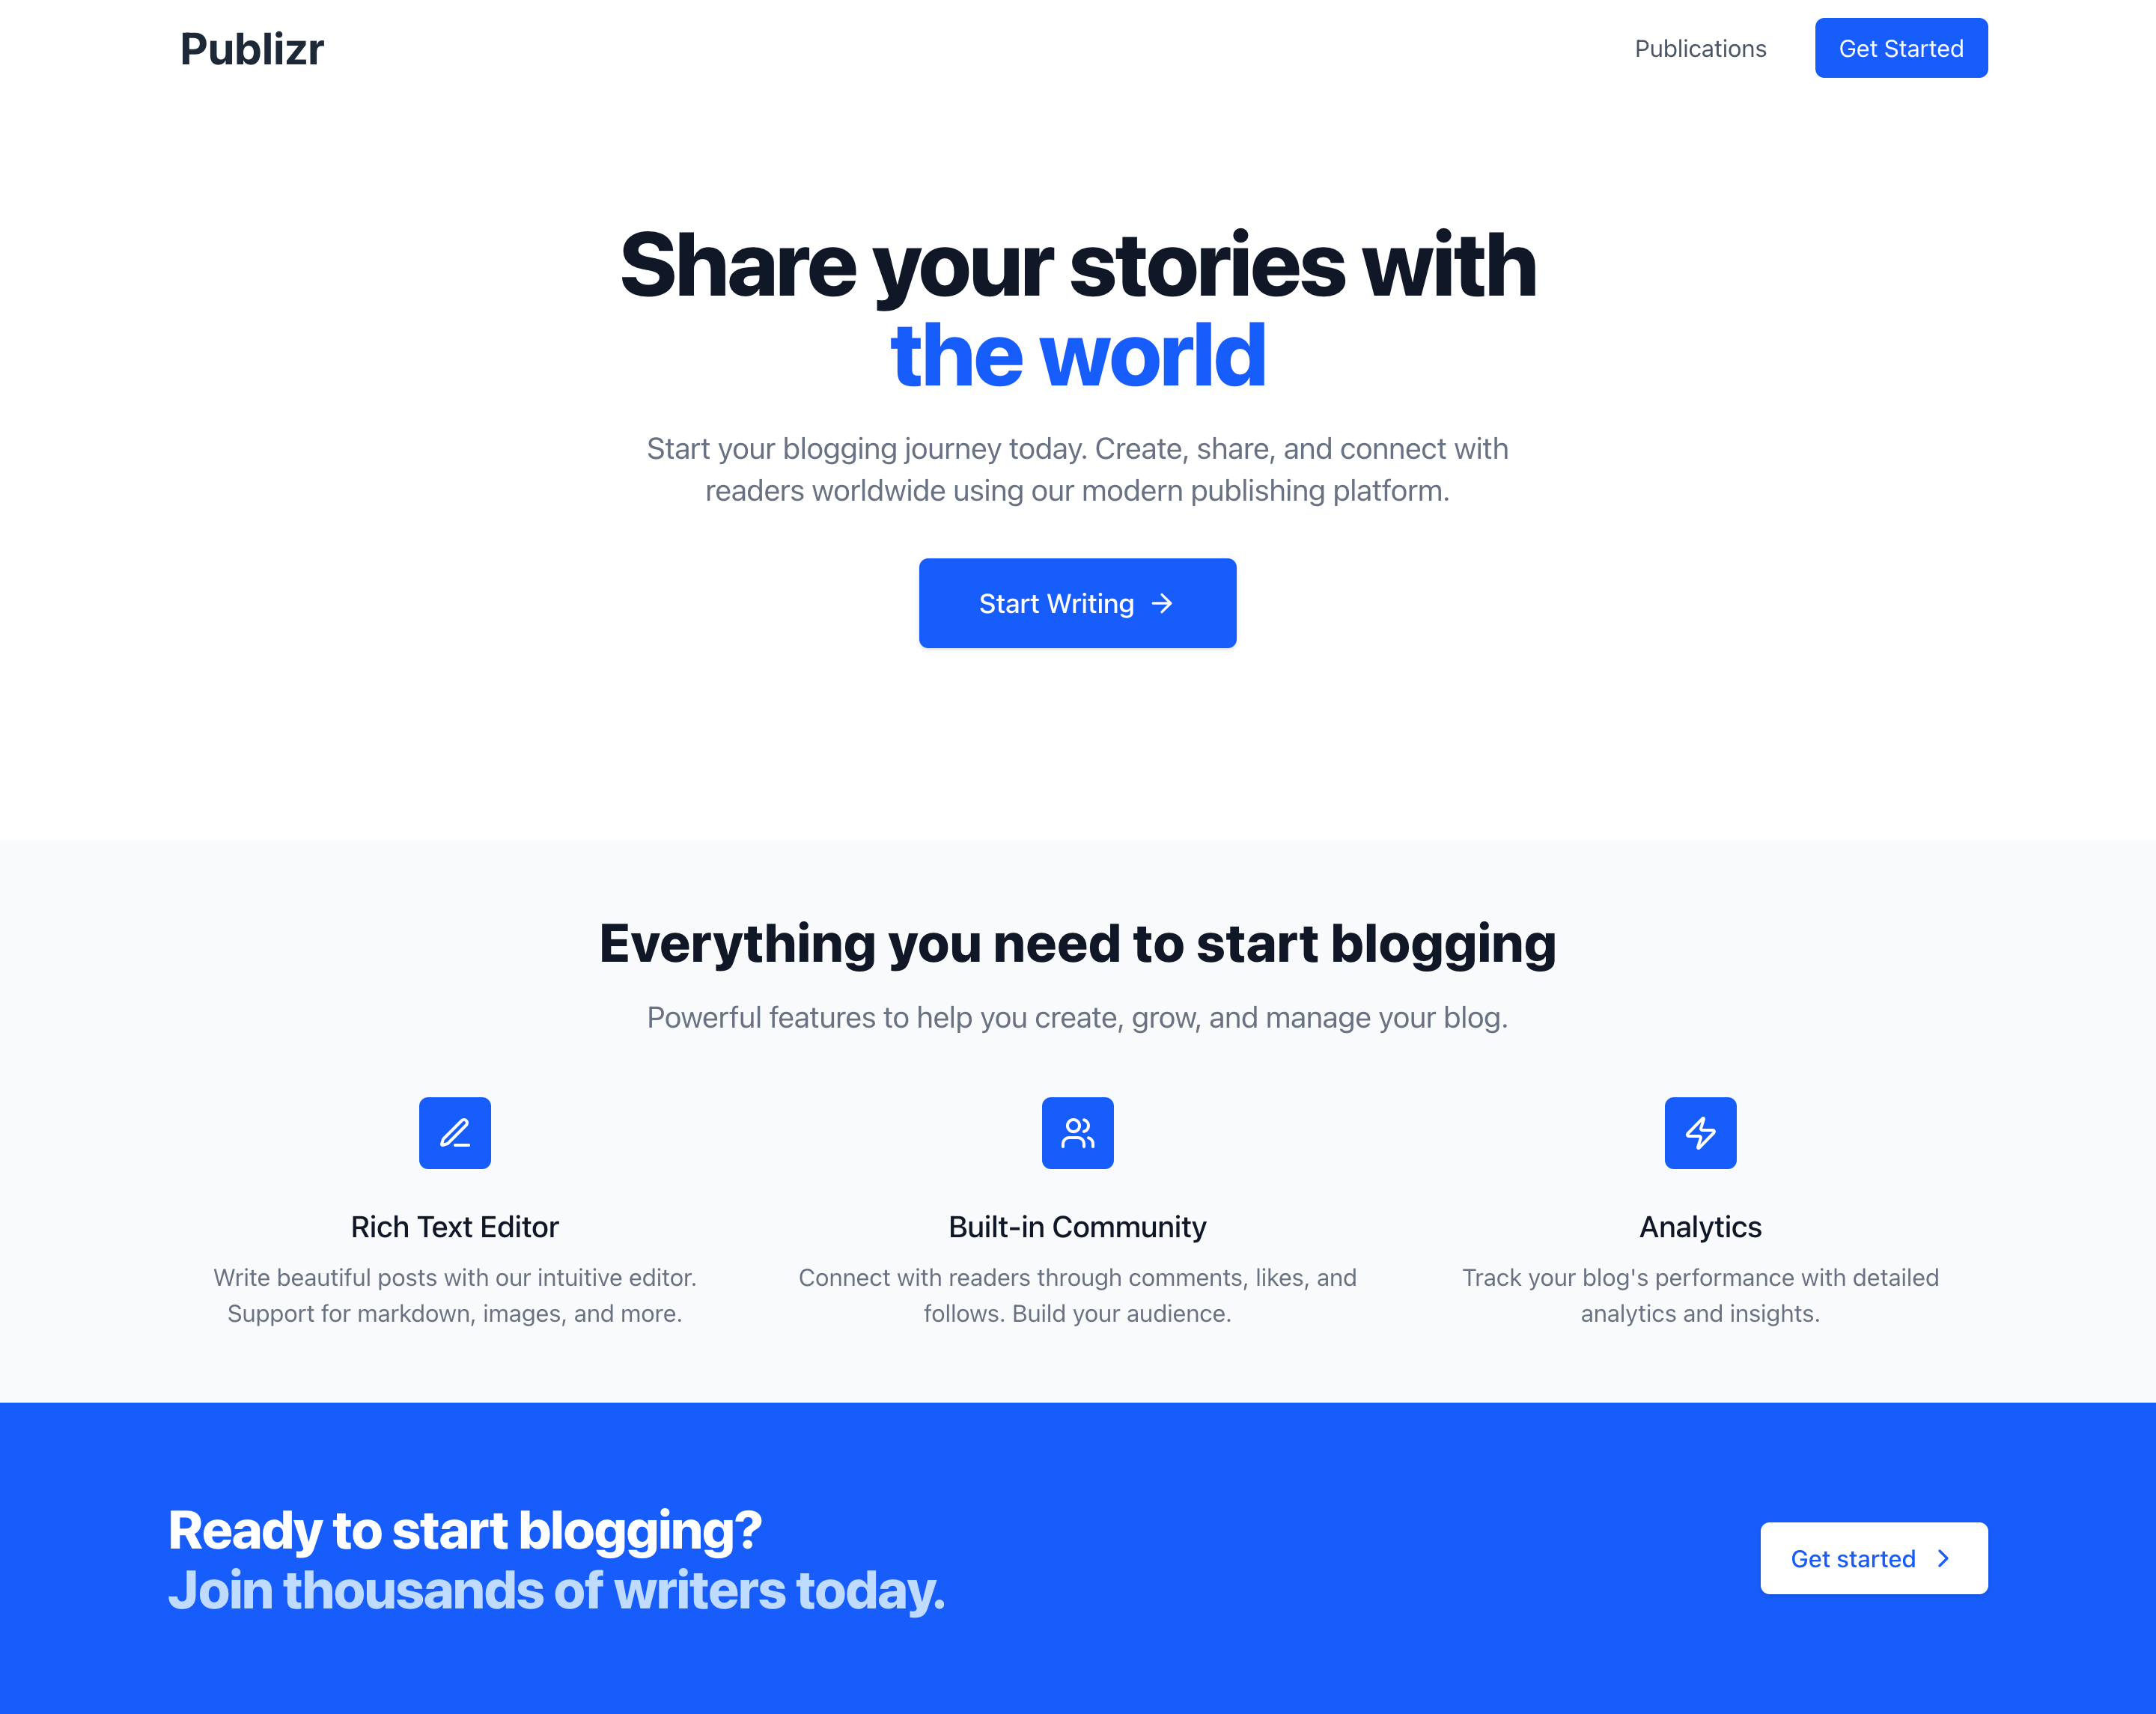 Publizr
Publications
Get Started
Share your stories with
the world
Start your blogging journey today. Create, share, and connect with
readers worldwide using our modern publishing platform.
Start Writing
Everything you need to start blogging
Powerful features to help you create, grow, and manage your blog.
Rich Text Editor
Write beautiful posts with our intuitive editor.
Support for markdown, images, and more.
Built-in Community
Connect with readers through comments, likes, and
follows. Build your audience.
Analytics
Track your blog's performance with detailed
analytics and insights.
Ready to start blogging?
Join thousands of writers today.
Get started